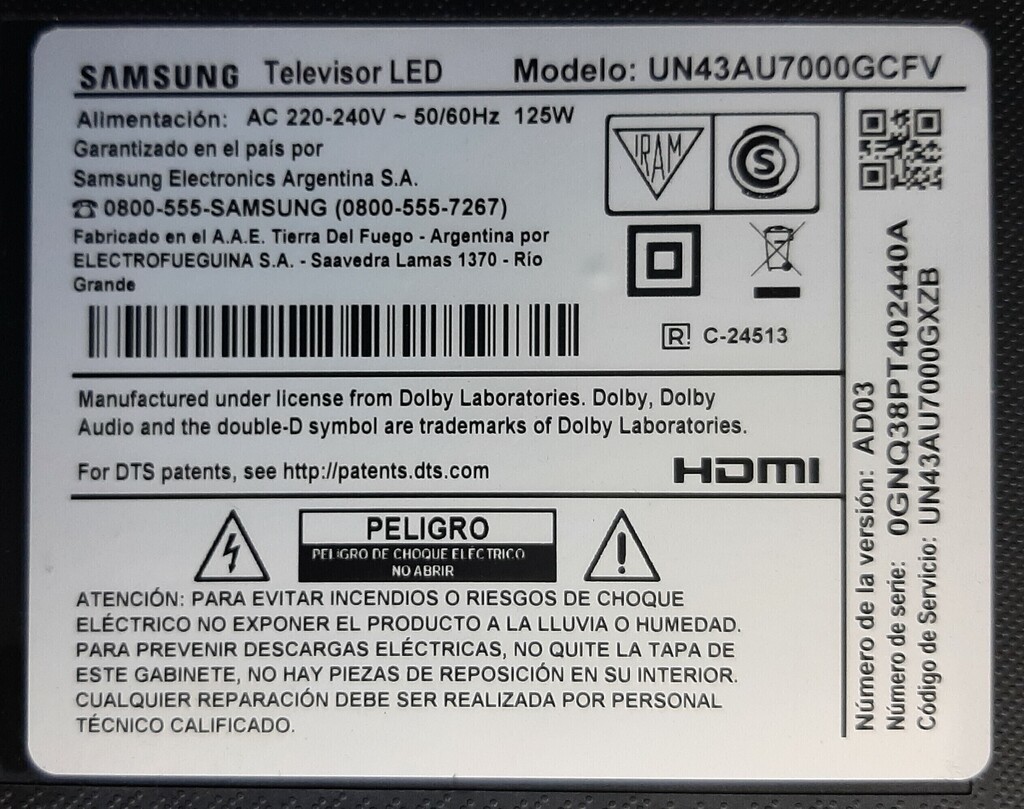 SAMSUNG Televisor LED Modelo: UN43AU7000GCFV
Alimentación: AC 220-240V ~ 50/60Hz 125W
Garantizado en el país por
Samsung Electronics Argentina S.A.
☎ 0800-555-SAMSUNG (0800-555-7267)
Fabricado en el A.A.E. Tierra Del Fuego - Argentina por
ELECTROFUEGUINA S.A. - Saavedra Lamas 1370 - Río
Grande
IRAM
S
R C-24513
Manufactured under license from Dolby Laboratories. Dolby, Dolby
Audio and the double-D symbol are trademarks of Dolby Laboratories.
For DTS patents, see http://patents.dts.com
HDMI
PELIGRO
PELIGRO DE CHOQUE ELÉCTRICO
NO ABRIR
ATENCIÓN: PARA EVITAR INCENDIOS O RIESGOS DE CHOQUE
ELÉCTRICO NO EXPONER EL PRODUCTO A LA LLUVIA O HUMEDAD.
PARA PREVENIR DESCARGAS ELÉCTRICAS, NO QUITE LA TAPA DE
ESTE GABINETE, NO HAY PIEZAS DE REPOSICIÓN EN SU INTERIOR.
CUALQUIER REPARACIÓN DEBE SER REALIZADA POR PERSONAL
TÉCNICO CALIFICADO.
Número de la versión: AD03
Número de serie: 0GNQ38PT402440A
Código de Servicio: UN43AU7000GXZB